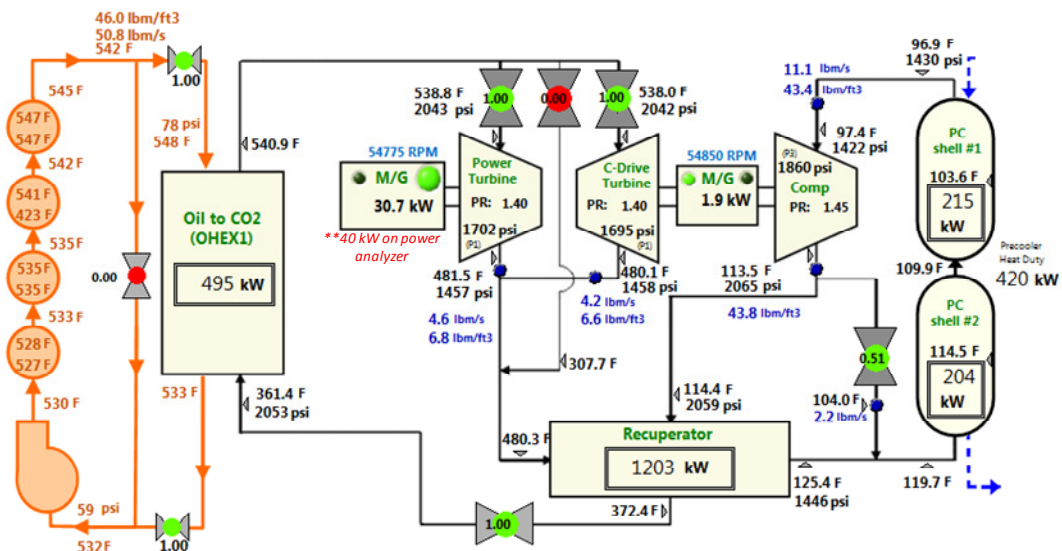 46.0 lbm/ft3
50.8 lbm/s
542 F
1.00
545 F
547 F
547 F
542 F
541 F
423 F
535 F
535 F
535 F
533 F
528 F
527 F
530 F
59 psi
532 F
1.00
0.00
78 psi
548 F
540.9 F
Oil to CO2
(OHEX1)
495 kW
533 F
361.4 F
2053 psi
538.8 F
2043 psi
1.00
0.00
1.00
538.0 F
2042 psi
54775 RPM
M/G
30.7 kW
**40 kW on power
analyzer
Power
Turbine
PR: 1.40
1702 psi
(P1)
C-Drive
Turbine
PR: 1.40
1695 psi
(P1)
54850 RPM
M/G
1.9 kW
(P3)
1860 psi
Comp
PR: 1.45
11.1 lbm/s
43.4 lbm/ft3
97.4 F
1422 psi
96.9 F
1430 psi
481.5 F
1457 psi
480.1 F
1458 psi
4.2 lbm/s
6.6 lbm/ft3
4.6 lbm/s
6.8 lbm/ft3
307.7 F
113.5 F
2065 psi
43.8 lbm/ft3
0.51
104.0 F
2.2 lbm/s
114.4 F
2059 psi
480.3 F
Recuperator
1203 kW
372.4 F
1.00
125.4 F
1446 psi
119.7 F
PC
shell #1
103.6 F
215
kW
109.9 F
Precooler
Heat Duty
420 kW
PC
shell #2
114.5 F
204
kW